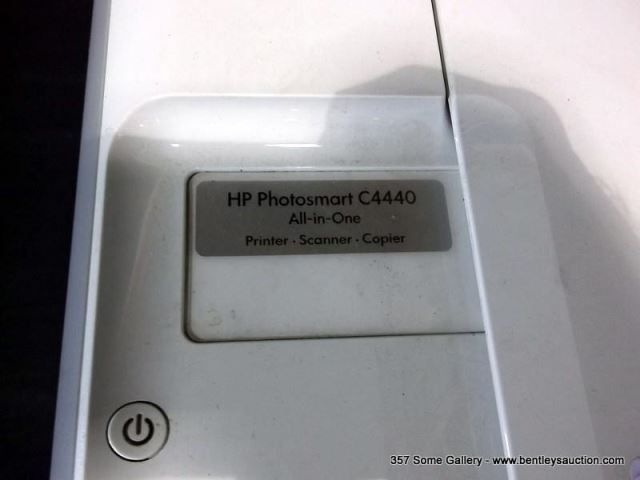 HP Photosmart C4440
All-in-One
Printer · Scanner · Copier
357 Some Gallery - www.bentleysauction.com